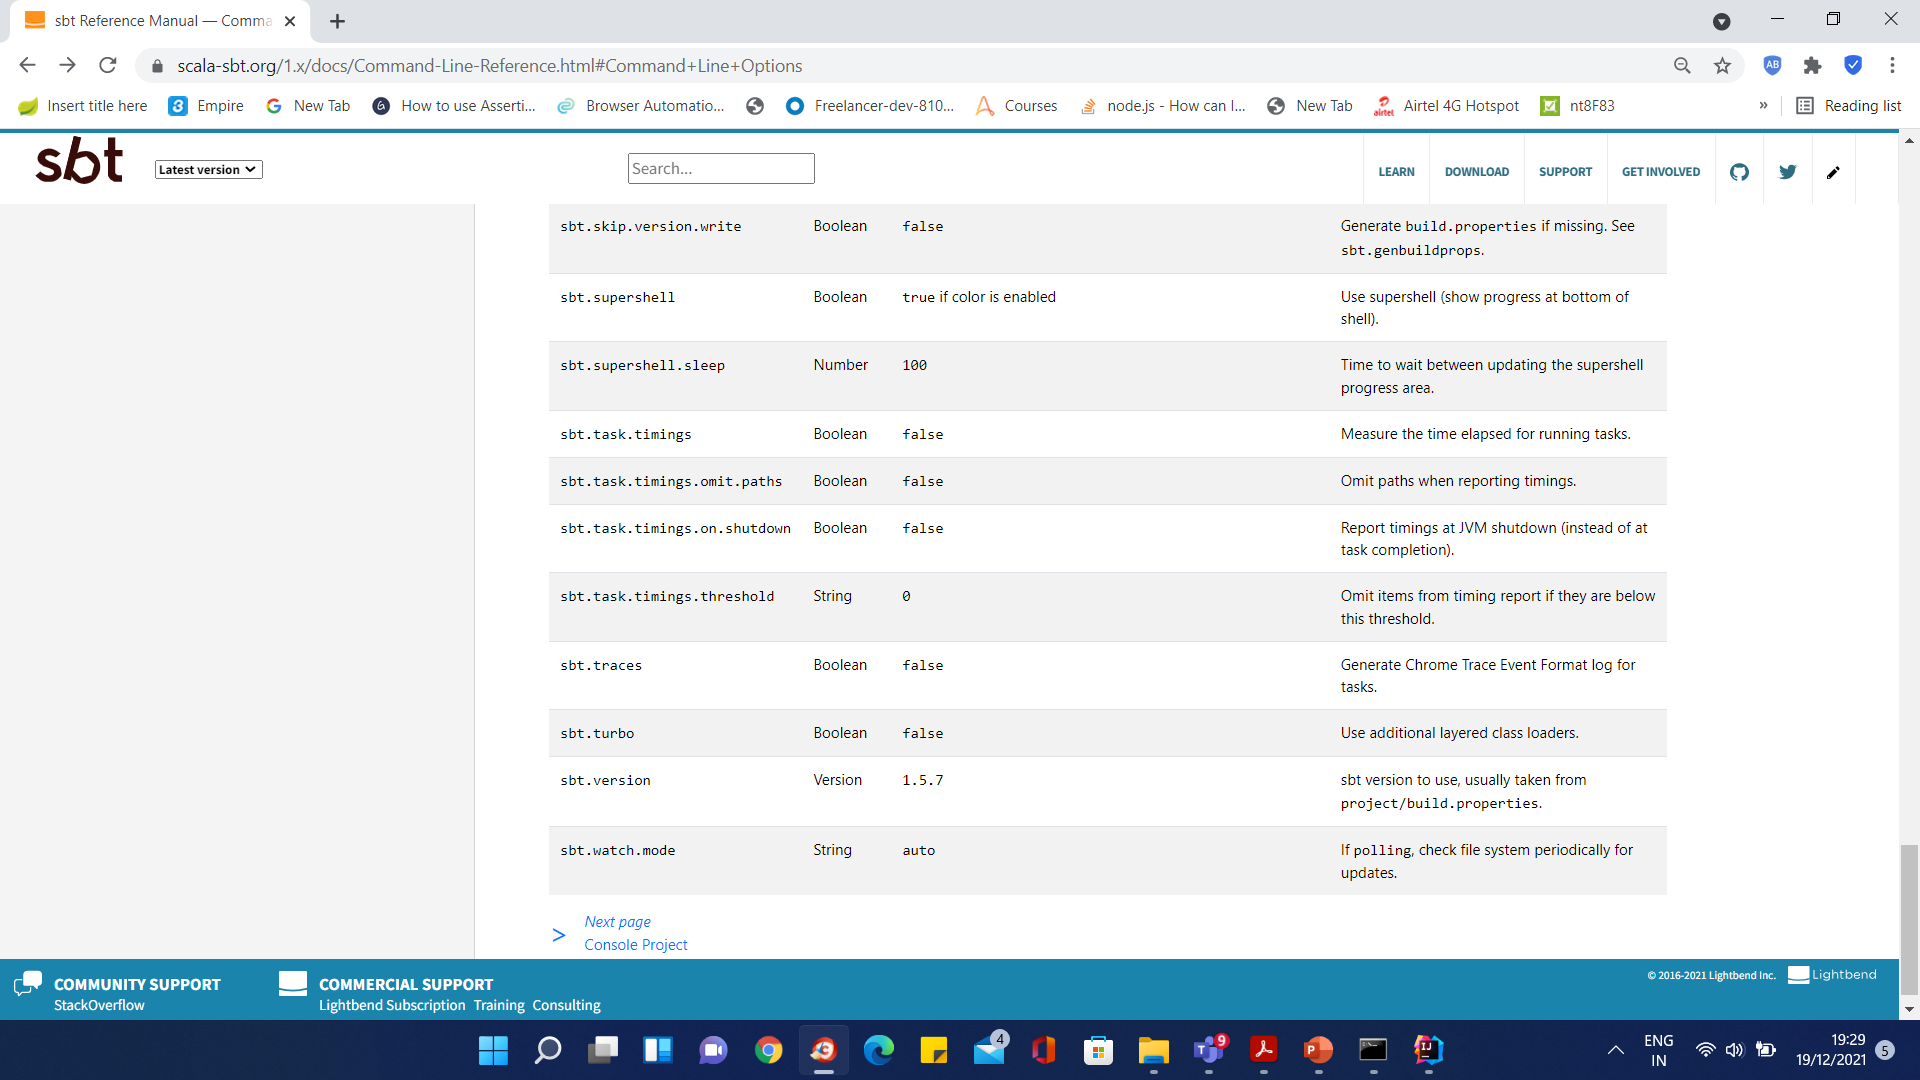 sbt Reference Manual — Comma
scala-sbt.org/1.x/docs/Command-Line-Reference.html#Command+Line+Options
Insert title here Empire New Tab How to use Asserti... Browser Automatio... Freelancer-dev-810... Courses node.js - How can I... New Tab Airtel 4G Hotspot nt8F83 » Reading list
sbt Latest version Search... LEARN DOWNLOAD SUPPORT GET INVOLVED
sbt.skip.version.write Boolean false Generate build.properties if missing. See
sbt.genbuildprops.
sbt.supershell Boolean true if color is enabled Use supershell (show progress at bottom of
shell).
sbt.supershell.sleep Number 100 Time to wait between updating the supershell
progress area.
sbt.task.timings Boolean false Measure the time elapsed for running tasks.
sbt.task.timings.omit.paths Boolean false Omit paths when reporting timings.
sbt.task.timings.on.shutdown Boolean false Report timings at JVM shutdown (instead of at
task completion).
sbt.task.timings.threshold String 0 Omit items from timing report if they are below
this threshold.
sbt.traces Boolean false Generate Chrome Trace Event Format log for
tasks.
sbt.turbo Boolean false Use additional layered class loaders.
sbt.version Version 1.5.7 sbt version to use, usually taken from
project/build.properties.
sbt.watch.mode String auto If polling, check file system periodically for
updates.
Next page
> Console Project
COMMUNITY SUPPORT COMMERCIAL SUPPORT © 2016-2021 Lightbend Inc. Lightbend
StackOverflow Lightbend Subscription Training Consulting
4 9 ENG 19:29
IN 19/12/2021 5